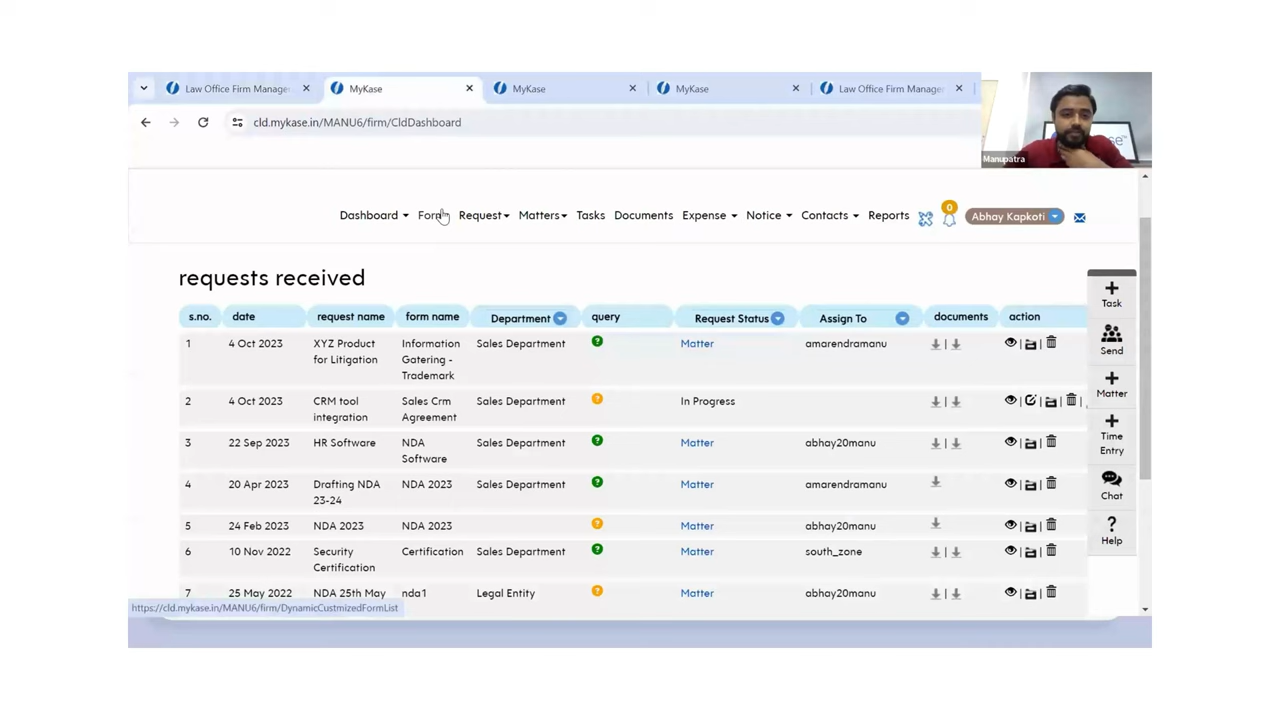 Law Office Firm Manage
MyKase
MyKase
MyKase
Law Office Firm Manage
cld.mykase.in/MANU6/firm/CldDashboard
Manupatra
Dashboard Form Request Matters Tasks Documents Expense Notice Contacts Reports 0 Abhay Kapkoti
requests received
s.no. date request name form name Department query Request Status Assign To documents action
1 4 Oct 2023 XYZ Product Information Sales Department ? Matter amarendramanu
for Litigation Gatering -
Trademark
2 4 Oct 2023 CRM tool Sales Crm Sales Department ? In Progress
integration Agreement
3 22 Sep 2023 HR Software NDA Sales Department ? Matter abhay20manu
Software
4 20 Apr 2023 Drafting NDA NDA 2023 Sales Department ? Matter amarendramanu
23-24
5 24 Feb 2023 NDA 2023 NDA 2023 ? Matter abhay20manu
6 10 Nov 2022 Security Certification Sales Department ? Matter south_zone
Certification
7 25 May 2022 NDA 25th May nda1 Legal Entity ? Matter abhay20manu
Task
Send
Matter
Time
Entry
Chat
?
Help
https://cld.mykase.in/MANU6/firm/DynamicCustmizedFormList